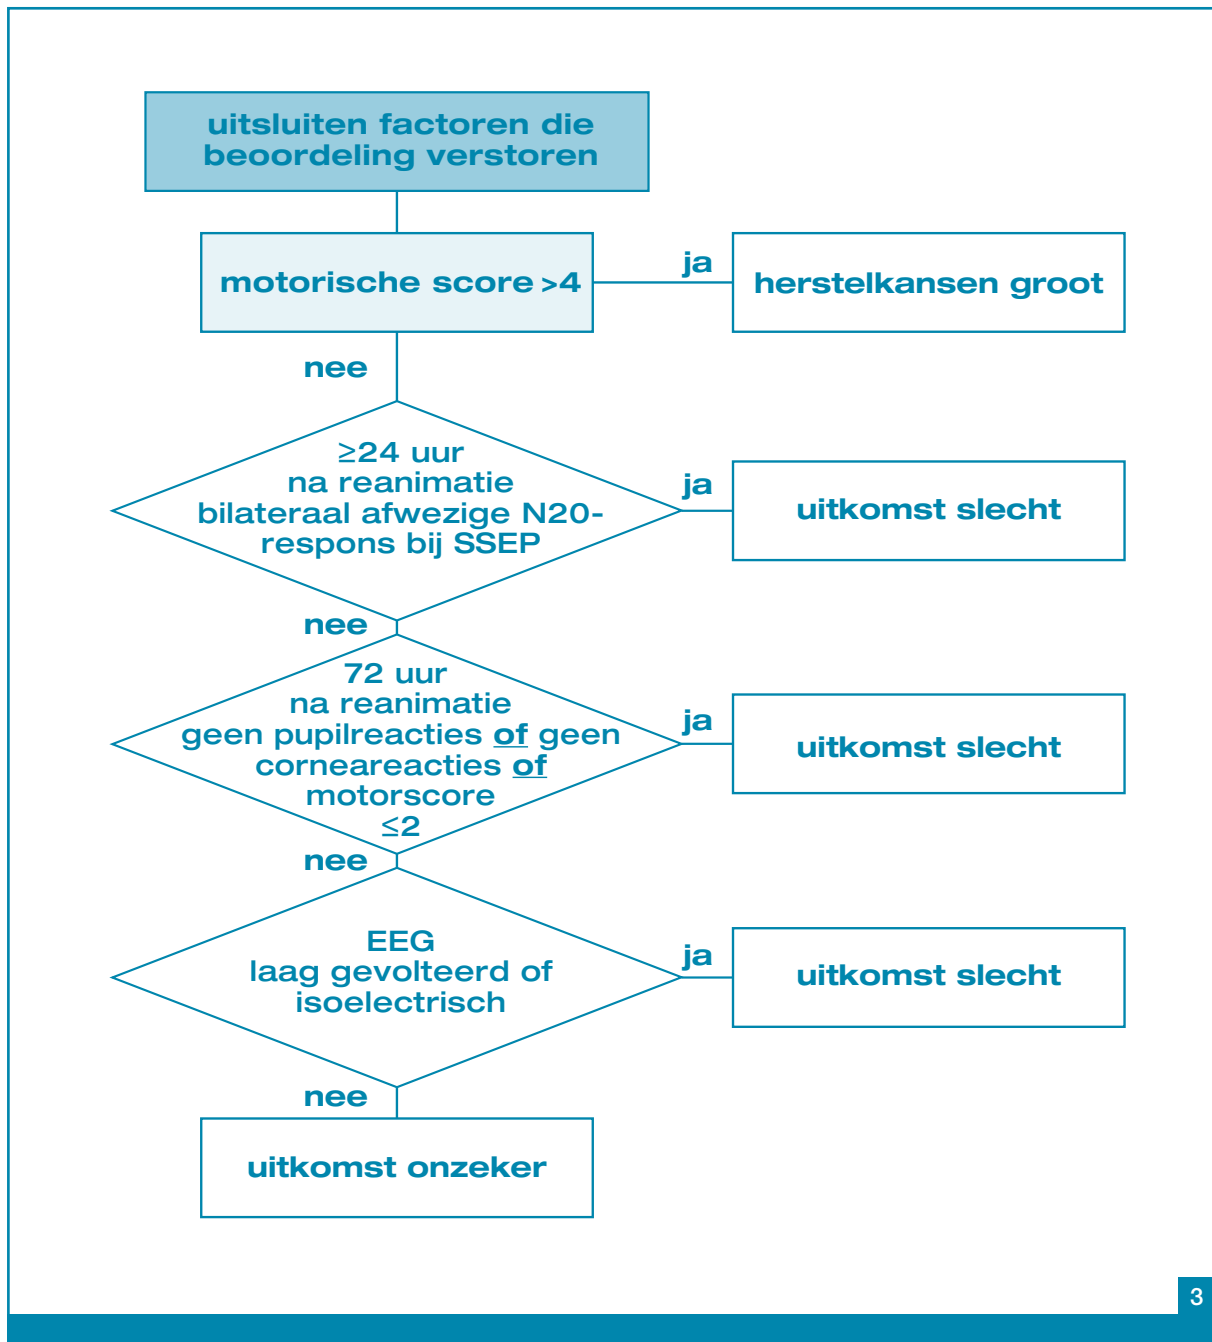 uitsluiten factoren die
beoordeling verstoren
motorische score >4
ja
herstelkansen groot
nee
≥24 uur
na reanimatie
bilateraal afwezige N20-
respons bij SSEP
ja
uitkomst slecht
nee
72 uur
na reanimatie
geen pupilreacties of geen
corneareacties of
motorscore
≤2
ja
uitkomst slecht
nee
EEG
laag gevolteerd of
isoelectrisch
ja
uitkomst slecht
nee
uitkomst onzeker
3